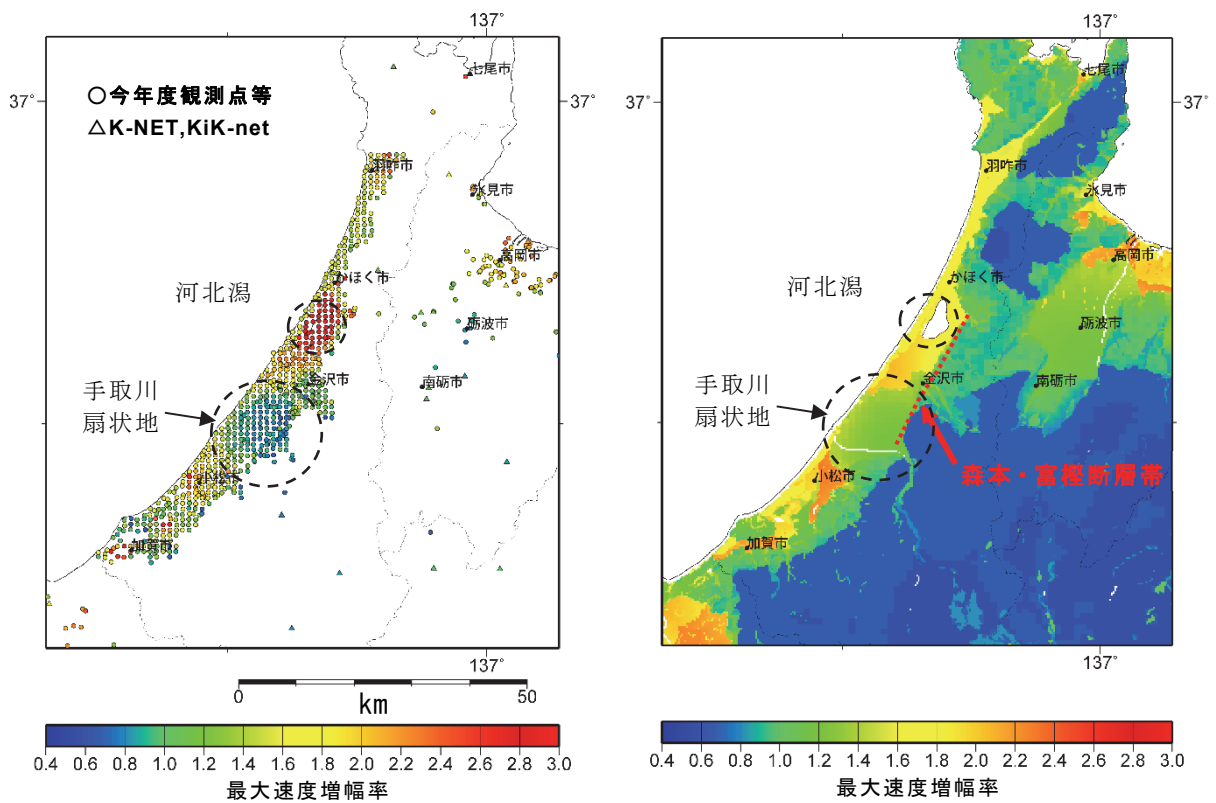 137°
37°
○今年度観測点等
△K-NET,KiK-net
七尾市
羽咋市
氷見市
高岡市
かほく市
河北潟
砺波市
金沢市
南砺市
手取川
扇状地
小松市
加賀市
37°
137°
0
km
50
0.4 0.6 0.8 1.0 1.2 1.4 1.6 1.8 2.0 2.2 2.4 2.6 2.8 3.0
最大速度増幅率
137°
37°
七尾市
羽咋市
氷見市
高岡市
かほく市
河北潟
砺波市
金沢市
南砺市
手取川
扇状地
森本・富樫断層帯
小松市
加賀市
37°
137°
0.4 0.6 0.8 1.0 1.2 1.4 1.6 1.8 2.0 2.2 2.4 2.6 2.8 3.0
最大速度増幅率